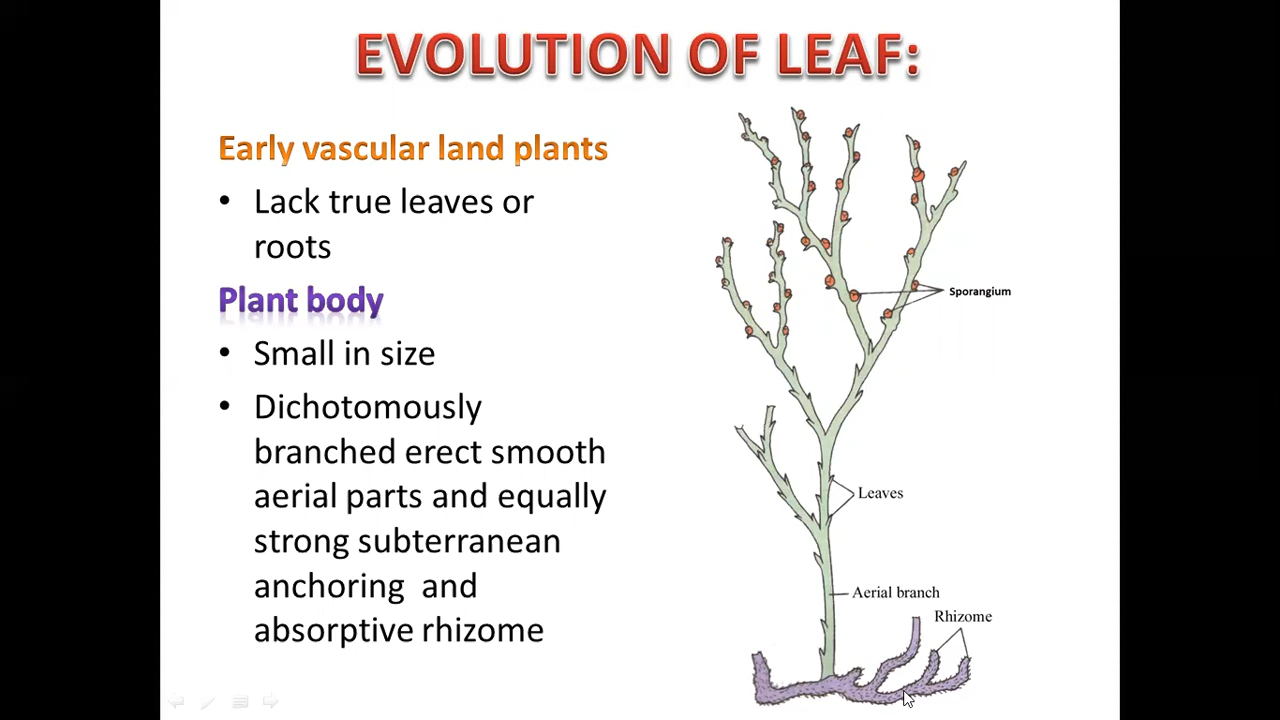 EVOLUTION OF LEAF:
Early vascular land plants
• Lack true leaves or
roots
Plant body
• Small in size
• Dichotomously
branched erect smooth
aerial parts and equally
strong subterranean
anchoring and
absorptive rhizome
Sporangium
Leaves
Aerial branch
Rhizome